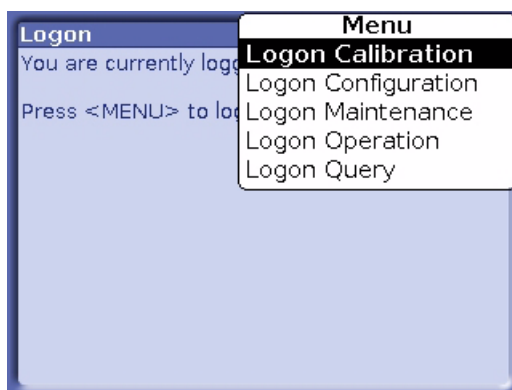 Logon
You are currently
Press <MENU> to
Menu
Logon Calibration
Logon Configuration
Logon Maintenance
Logon Operation
Logon Query